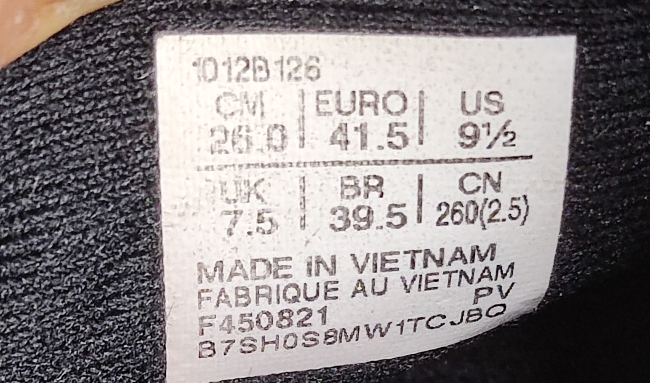 1012B126
CM | EURO | US
26.0 | 41.5 | 9½
UK | BR | CN
7.5 | 39.5 | 260(2.5)
MADE IN VIETNAM
FABRIQUE AU VIETNAM
F450821 PV
B7SH0S8MW1TCJBQ